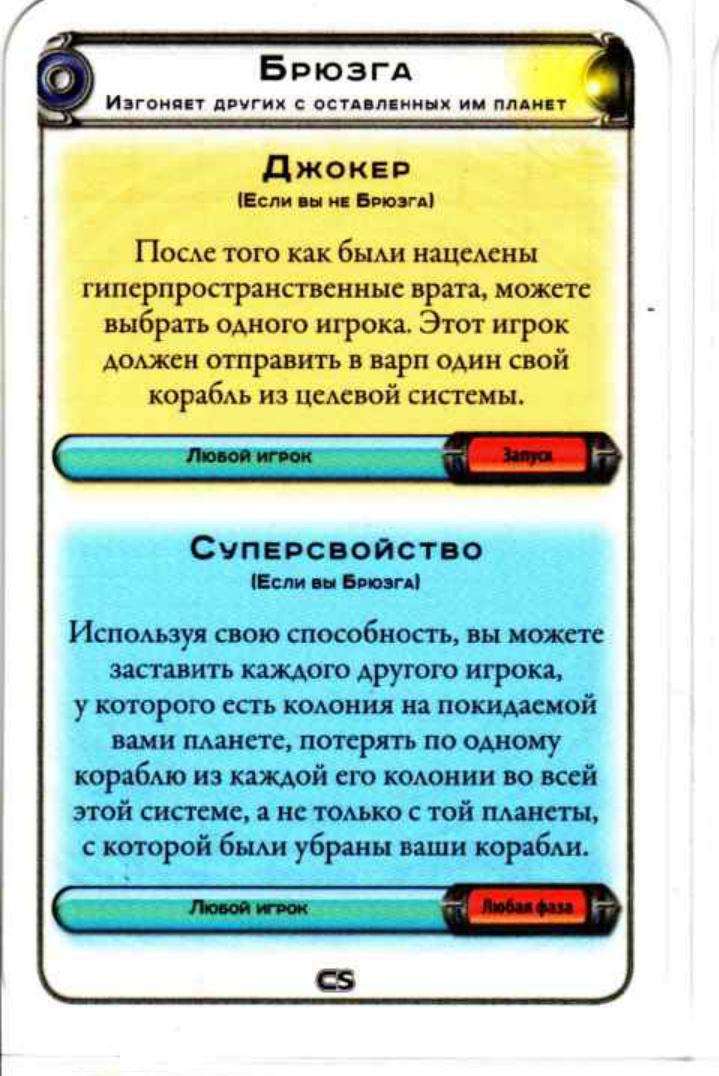 Брюзга
Изгоняет других с оставленных им планет
Джокер
(Если вы не Брюзга)
После того как были нацелены
гиперпространственные врата, можете
выбрать одного игрока. Этот игрок
должен отправить в варп один свой
корабль из целевой системы.
Любой игрок
Запуск
Суперсвойство
(Если вы Брюзга)
Используя свою способность, вы можете
заставить каждого другого игрока,
у которого есть колония на покидаемой
вами планете, потерять по одному
кораблю из каждой его колонии во всей
этой системе, а не только с той планеты,
с которой были убраны ваши корабли.
Любой игрок
Любая фаза
CS